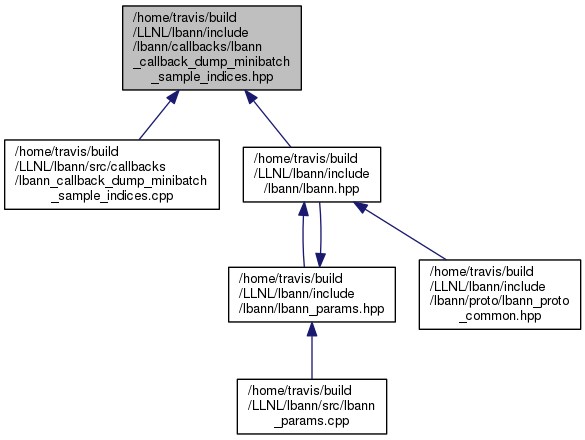 /home/travis/build
/LLNL/lbann/include
/lbann/callbacks/lbann
_callback_dump_minibatch
_sample_indices.hpp
/home/travis/build
/LLNL/lbann/src/callbacks
/lbann_callback_dump_minibatch
_sample_indices.cpp
/home/travis/build
/LLNL/lbann/include
/lbann/lbann.hpp
/home/travis/build
/LLNL/lbann/include
/lbann/lbann_params.hpp
/home/travis/build
/LLNL/lbann/include
/lbann/proto/lbann_proto
_common.hpp
/home/travis/build
/LLNL/lbann/src/lbann
_params.cpp